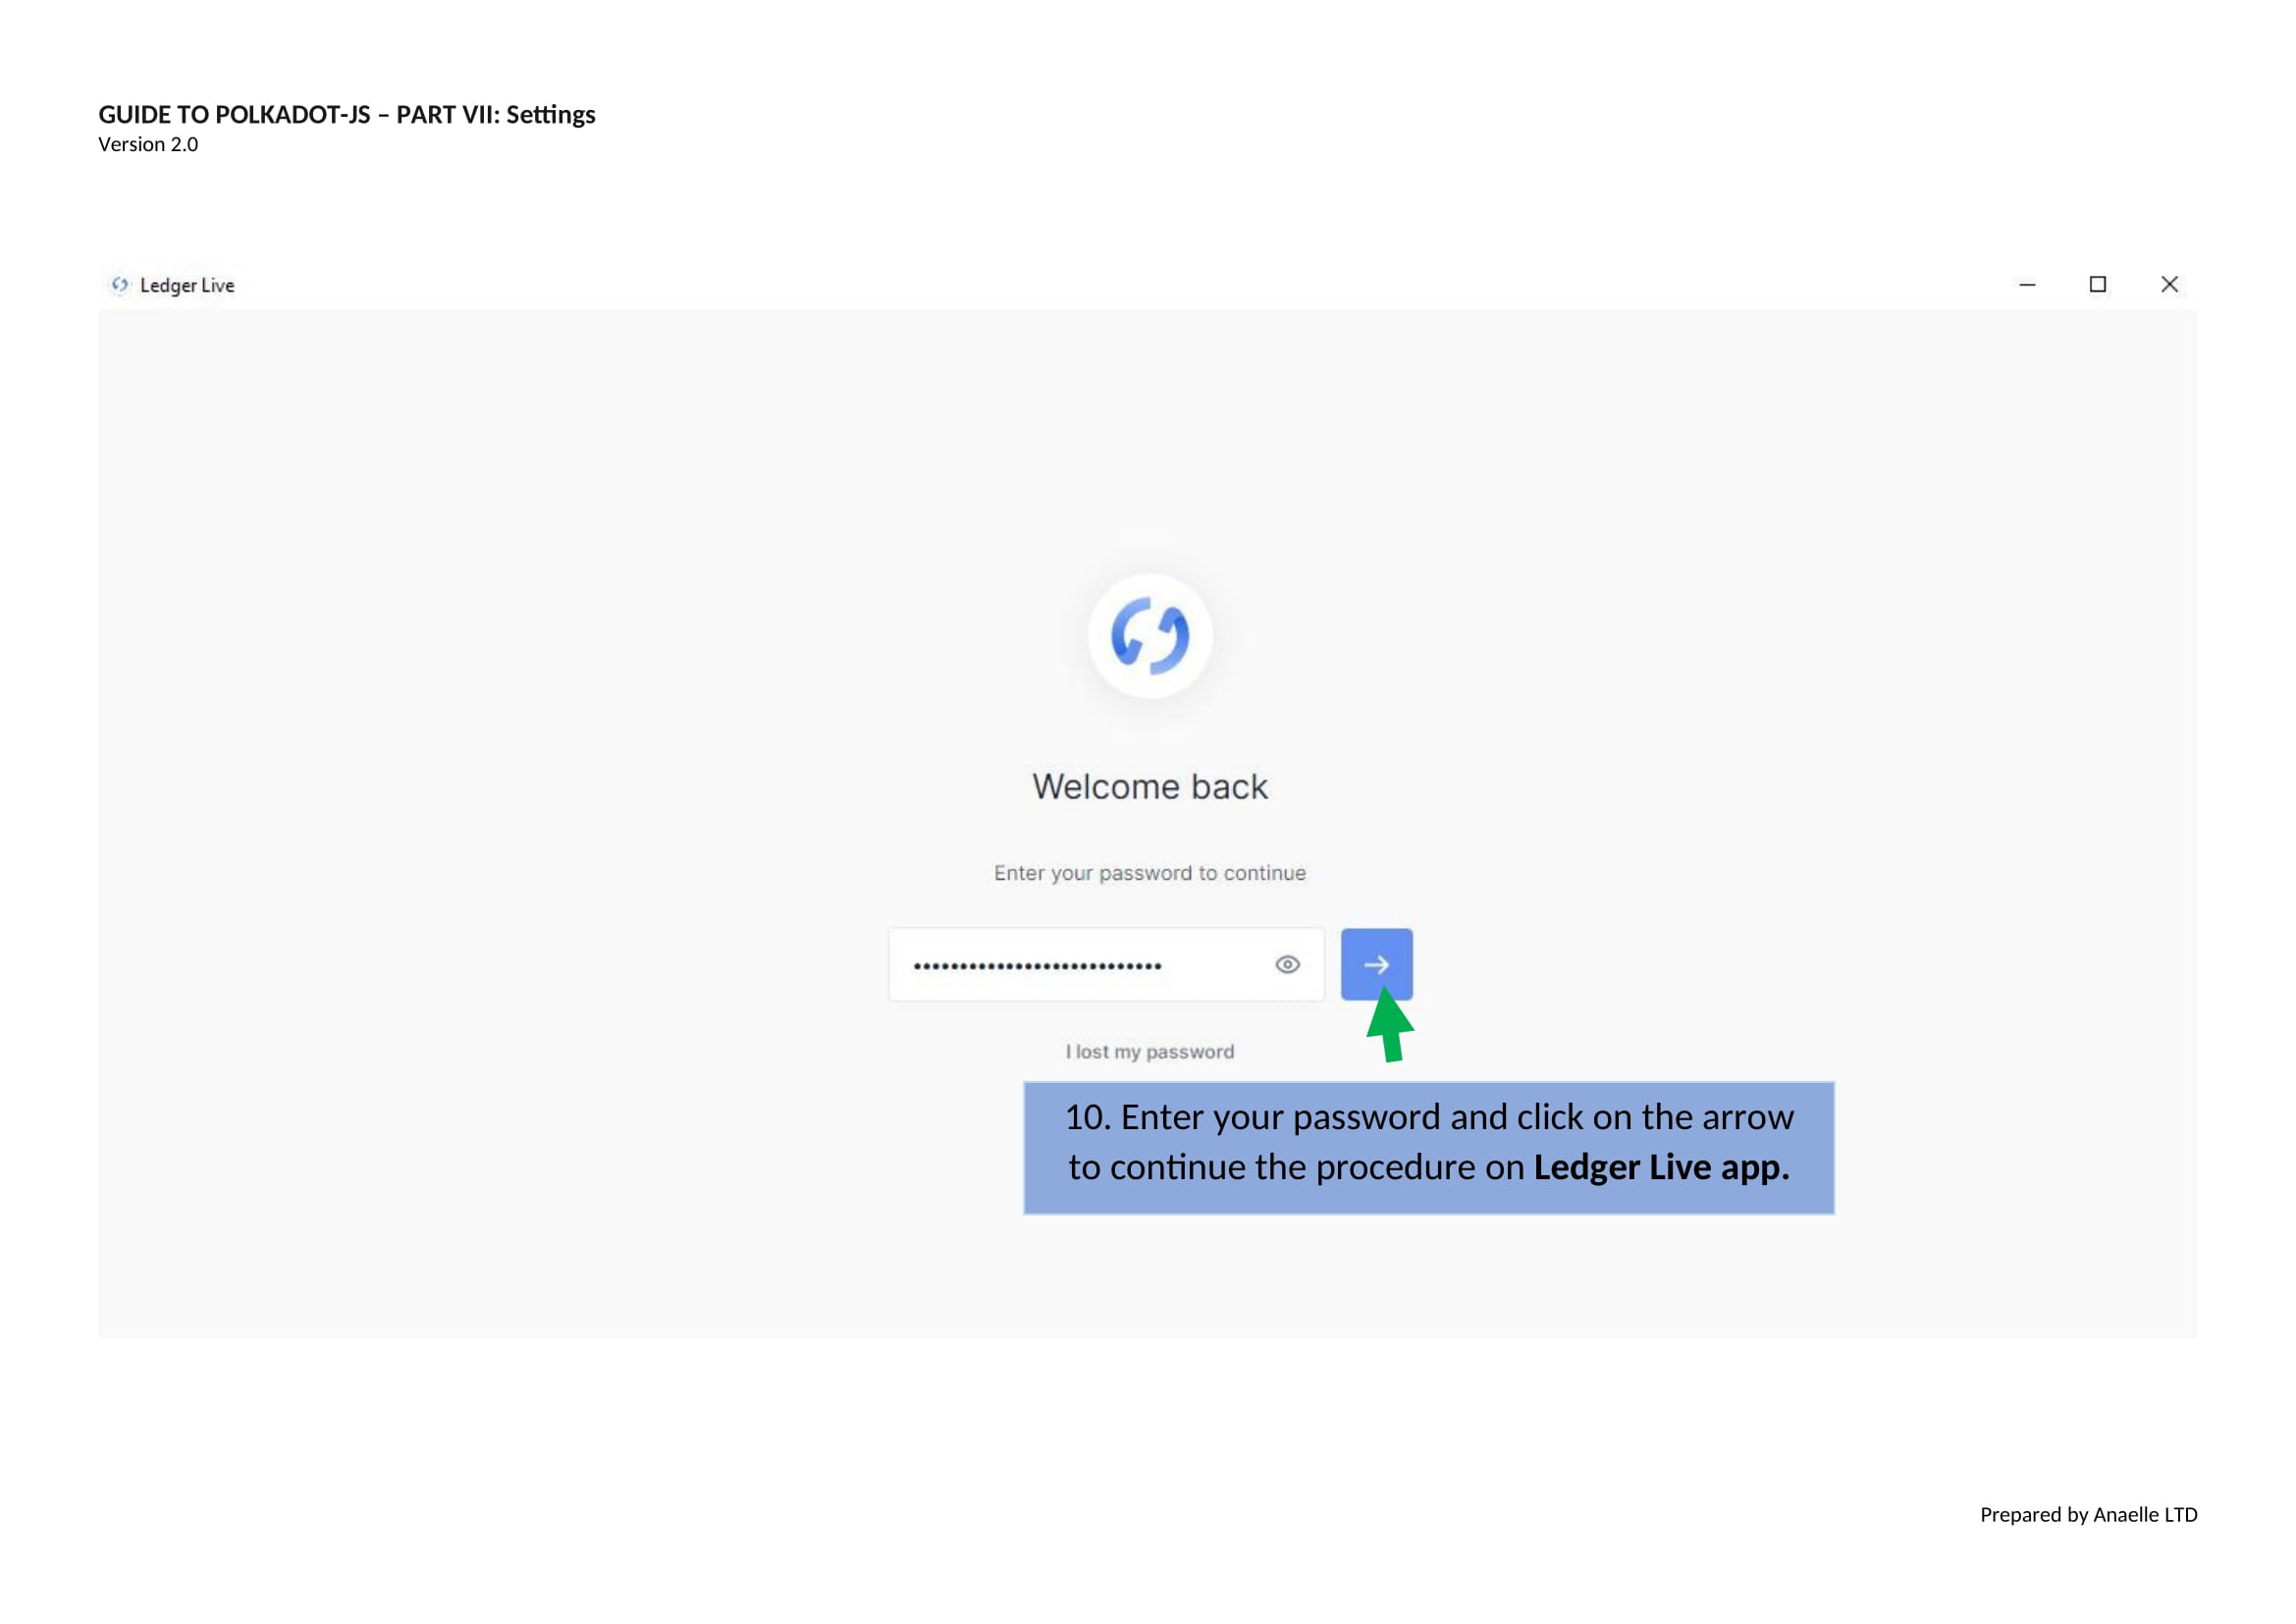 GUIDE TO POLKADOT-JS – PART VII: Settings
Version 2.0
Ledger Live
Welcome back
Enter your password to continue
I lost my password
10. Enter your password and click on the arrow
to continue the procedure on Ledger Live app.
Prepared by Anaelle LTD